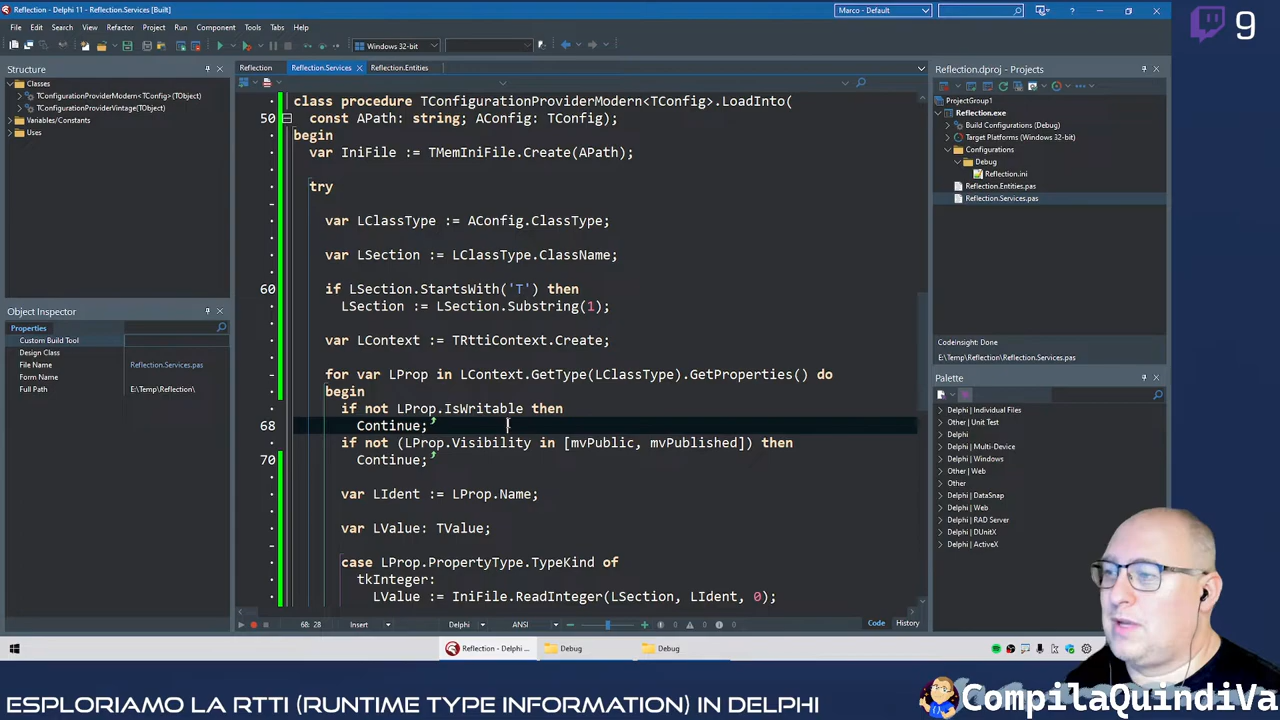 Reflection - Delphi 11 - Reflection.Services [Built]
Marco - Default
9
File Edit Search View Refactor Project Run Component Tools Tabs Help
Windows 32-bit
Structure
Classes
TConfigurationProviderModern<TConfig>(TObject)
TConfigurationProviderVintage(TObject)
Variables/Constants
Uses
Object Inspector
Properties
Custom Build Tool
Design Class
File Name Reflection.Services.pas
Form Name
Full Path E:\Temp\Reflection\
Reflection Reflection.Services Reflection.Entities
class procedure TConfigurationProviderModern<TConfig>.LoadInto(
50 const APath: string; AConfig: TConfig);
begin
var IniFile := TMemIniFile.Create(APath);
try
var LClassType := AConfig.ClassType;
var LSection := LClassType.ClassName;
60 if LSection.StartsWith('T') then
LSection := LSection.Substring(1);
var LContext := TRttiContext.Create;
for var LProp in LContext.GetType(LClassType).GetProperties() do
begin
if not LProp.IsWritable then
68 Continue;
if not (LProp.Visibility in [mvPublic, mvPublished]) then
70 Continue;
var LIdent := LProp.Name;
var LValue: TValue;
case LProp.PropertyType.TypeKind of
tkInteger:
LValue := IniFile.ReadInteger(LSection, LIdent, 0);
68: 28 Insert Delphi ANSI 0 0 0 Code History
Reflection.dproj - Projects
ProjectGroup1
Reflection.exe
Build Configurations (Debug)
Target Platforms (Windows 32-bit)
Configurations
Debug
Reflection.ini
Reflection.Entities.pas
Reflection.Services.pas
CodeInsight: Done
E:\Temp\Reflection\Reflection.Services.pas
Palette
Delphi | Individual Files
Other | Unit Test
Delphi
Delphi | Multi-Device
Delphi | Windows
Other | Web
Other
Delphi | DataSnap
Delphi | Web
Delphi | RAD Server
Delphi | DUnitX
Delphi | ActiveX
Reflection - Delphi ... Debug Debug
ESPLORIAMO LA RTTI (RUNTIME TYPE INFORMATION) IN DELPHI
CompilaQuindiVa